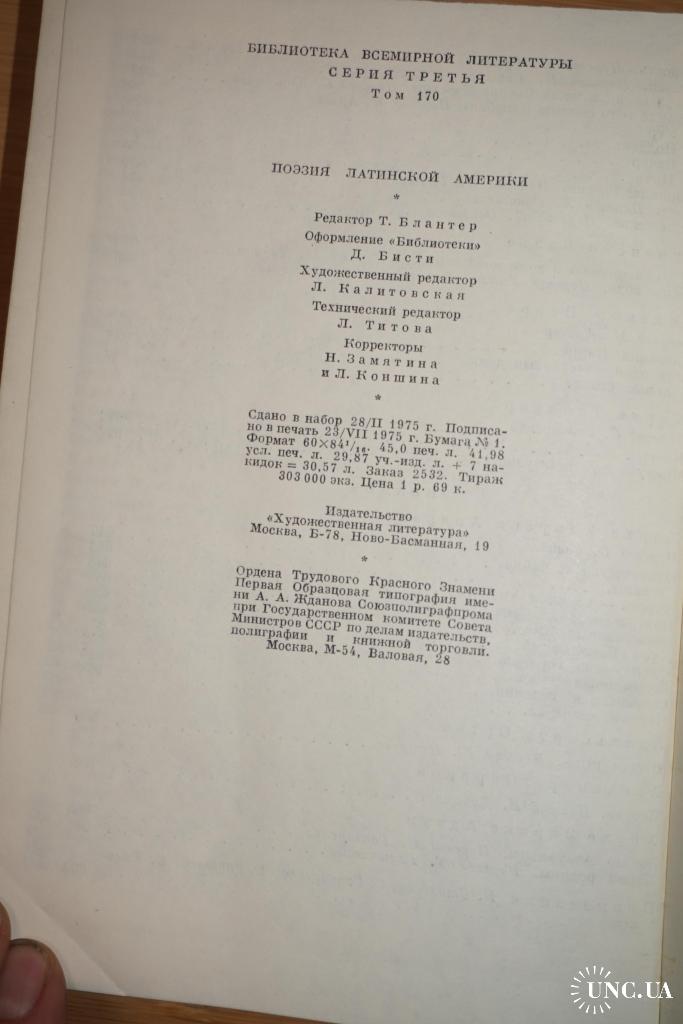 БИБЛИОТЕКА ВСЕМИРНОЙ ЛИТЕРАТУРЫ
СЕРИЯ ТРЕТЬЯ
Том 170
ПОЭЗИЯ ЛАТИНСКОЙ АМЕРИКИ
*
Редактор Т. Блантер
Оформление «Библиотеки»
Д. Бисти
Художественный редактор
Л. Калитовская
Технический редактор
Л. Титова
Корректоры
Н. Замятина
и Л. Коншина
*
Сдано в набор 28/II 1975 г. Подписа-
но в печать 23/VII 1975 г. Бумага № 1.
Формат 60×84¹/₁₆. 45,0 печ. л. 41,98
усл. печ. л. 29,87 уч.-изд. л. + 7 на-
кидок = 30,57 л. Заказ 2532. Тираж
303 000 экз. Цена 1 р. 69 к.
Издательство
«Художественная литература»
Москва, Б-78, Ново-Басманная, 19
*
Ордена Трудового Красного Знамени
Первая Образцовая типография име-
ни А. А. Жданова Союзполиграфпрома
при Государственном комитете Совета
Министров СССР по делам издательств,
полиграфии и книжной торговли.
Москва, М-54, Валовая, 28
UNC.UA